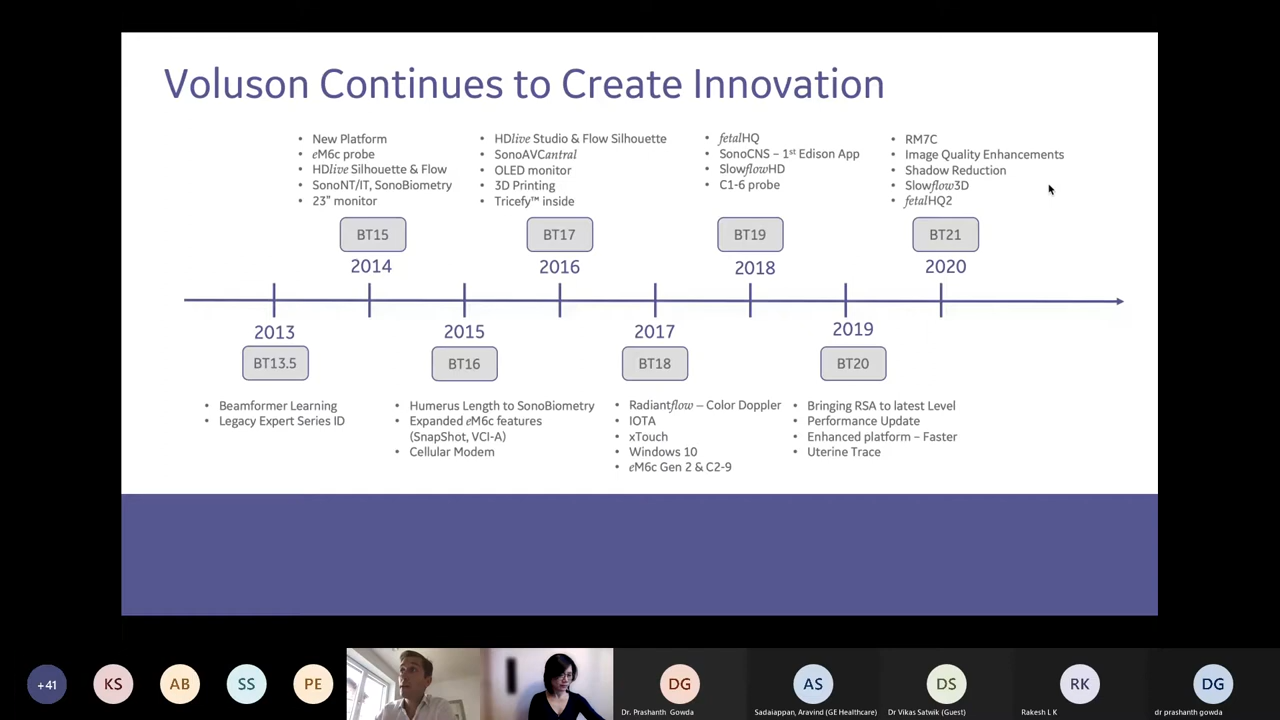 Voluson Continues to Create Innovation
• New Platform
• eM6c probe
• HDlive Silhouette & Flow
• SonoNT/IT, SonoBiometry
• 23" monitor
• HDlive Studio & Flow Silhouette
• SonoAVCantral
• OLED monitor
• 3D Printing
• Tricefy™ inside
• fetalHQ
• SonoCNS – 1st Edison App
• SlowflowHD
• C1-6 probe
• RM7C
• Image Quality Enhancements
• Shadow Reduction
• Slowflow3D
• fetalHQ2
BT15
BT17
BT19
BT21
2014
2016
2018
2020
2013
2015
2017
2019
BT13.5
BT16
BT18
BT20
• Beamformer Learning
• Legacy Expert Series ID
• Humerus Length to SonoBiometry
• Expanded eM6c features
(SnapShot, VCI-A)
• Cellular Modem
• Radiantflow – Color Doppler
• IOTA
• xTouch
• Windows 10
• eM6c Gen 2 & C2-9
• Bringing RSA to latest Level
• Performance Update
• Enhanced platform – Faster
• Uterine Trace
+41
KS
AB
SS
PE
DG
AS
DS
RK
DG
Dr. Prashanth Gowda
Sadaiappan, Aravind (GE Healthcare)
Dr Vikas Satwik (Guest)
Rakesh L K
dr prashanth gowda